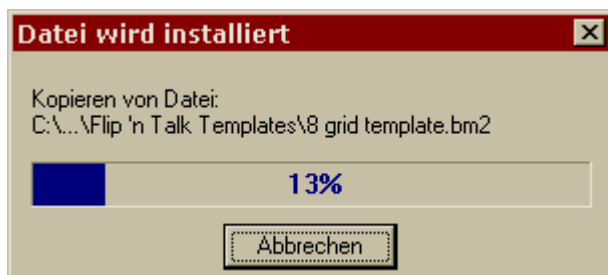 Datei wird installiert
Kopieren von Datei:
C:\...\Flip 'n Talk Templates\8 grid template.bm2
13%
Abbrechen